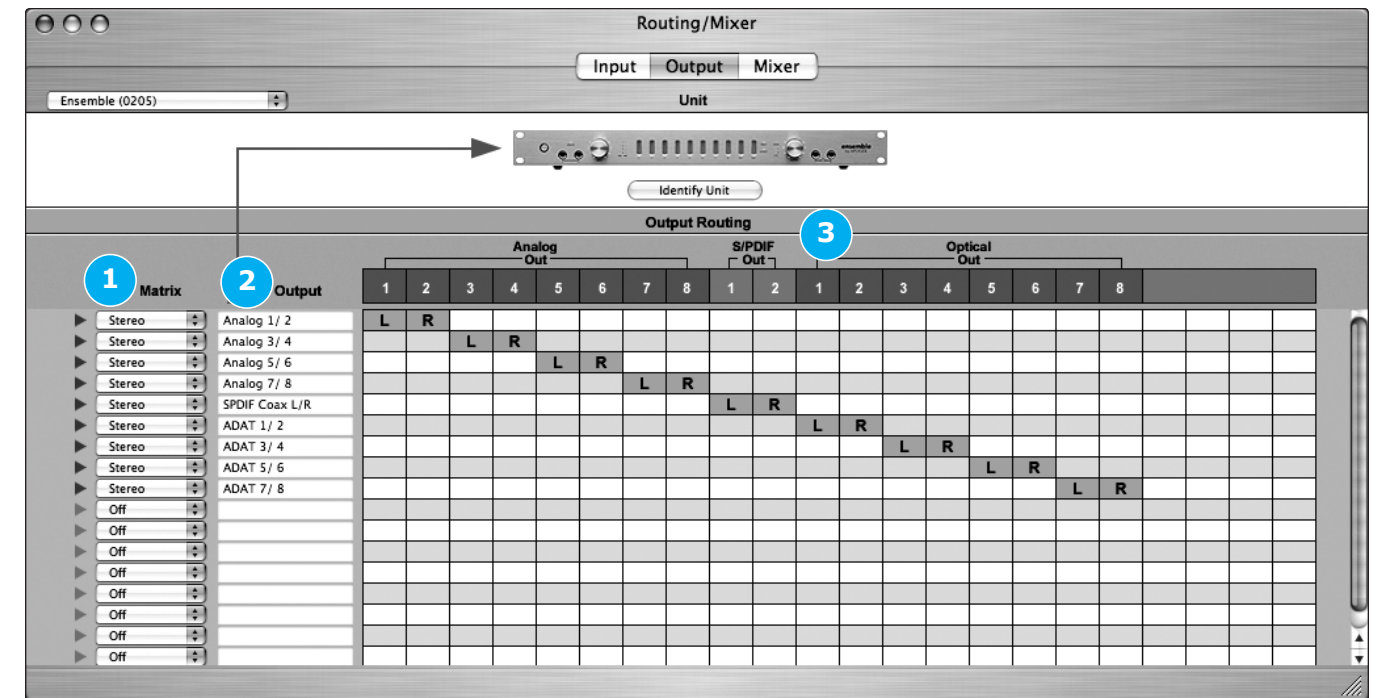 Routing/Mixer
Input Output Mixer
Ensemble (0205) Unit
ensemble
Identify Unit
Output Routing
3
Analog Out S/PDIF Out Optical Out
1 Matrix 2 Output 1 2 3 4 5 6 7 8 1 2 1 2 3 4 5 6 7 8
Stereo Analog 1/ 2 L R
Stereo Analog 3/ 4 L R
Stereo Analog 5/ 6 L R
Stereo Analog 7/ 8 L R
Stereo SPDIF Coax L/R L R
Stereo ADAT 1/ 2 L R
Stereo ADAT 3/ 4 L R
Stereo ADAT 5/ 6 L R
Stereo ADAT 7/ 8 L R
Off
Off
Off
Off
Off
Off
Off
Off